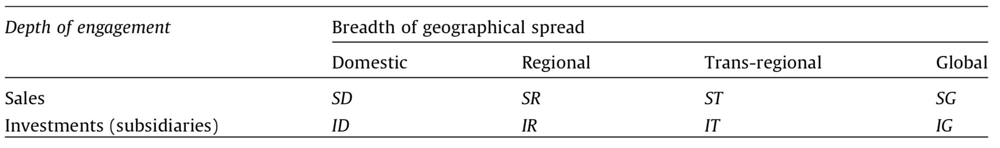 Depth of engagement Breadth of geographical spread
Domestic Regional Trans-regional Global
Sales SD SR ST SG
Investments (subsidiaries) ID IR IT IG